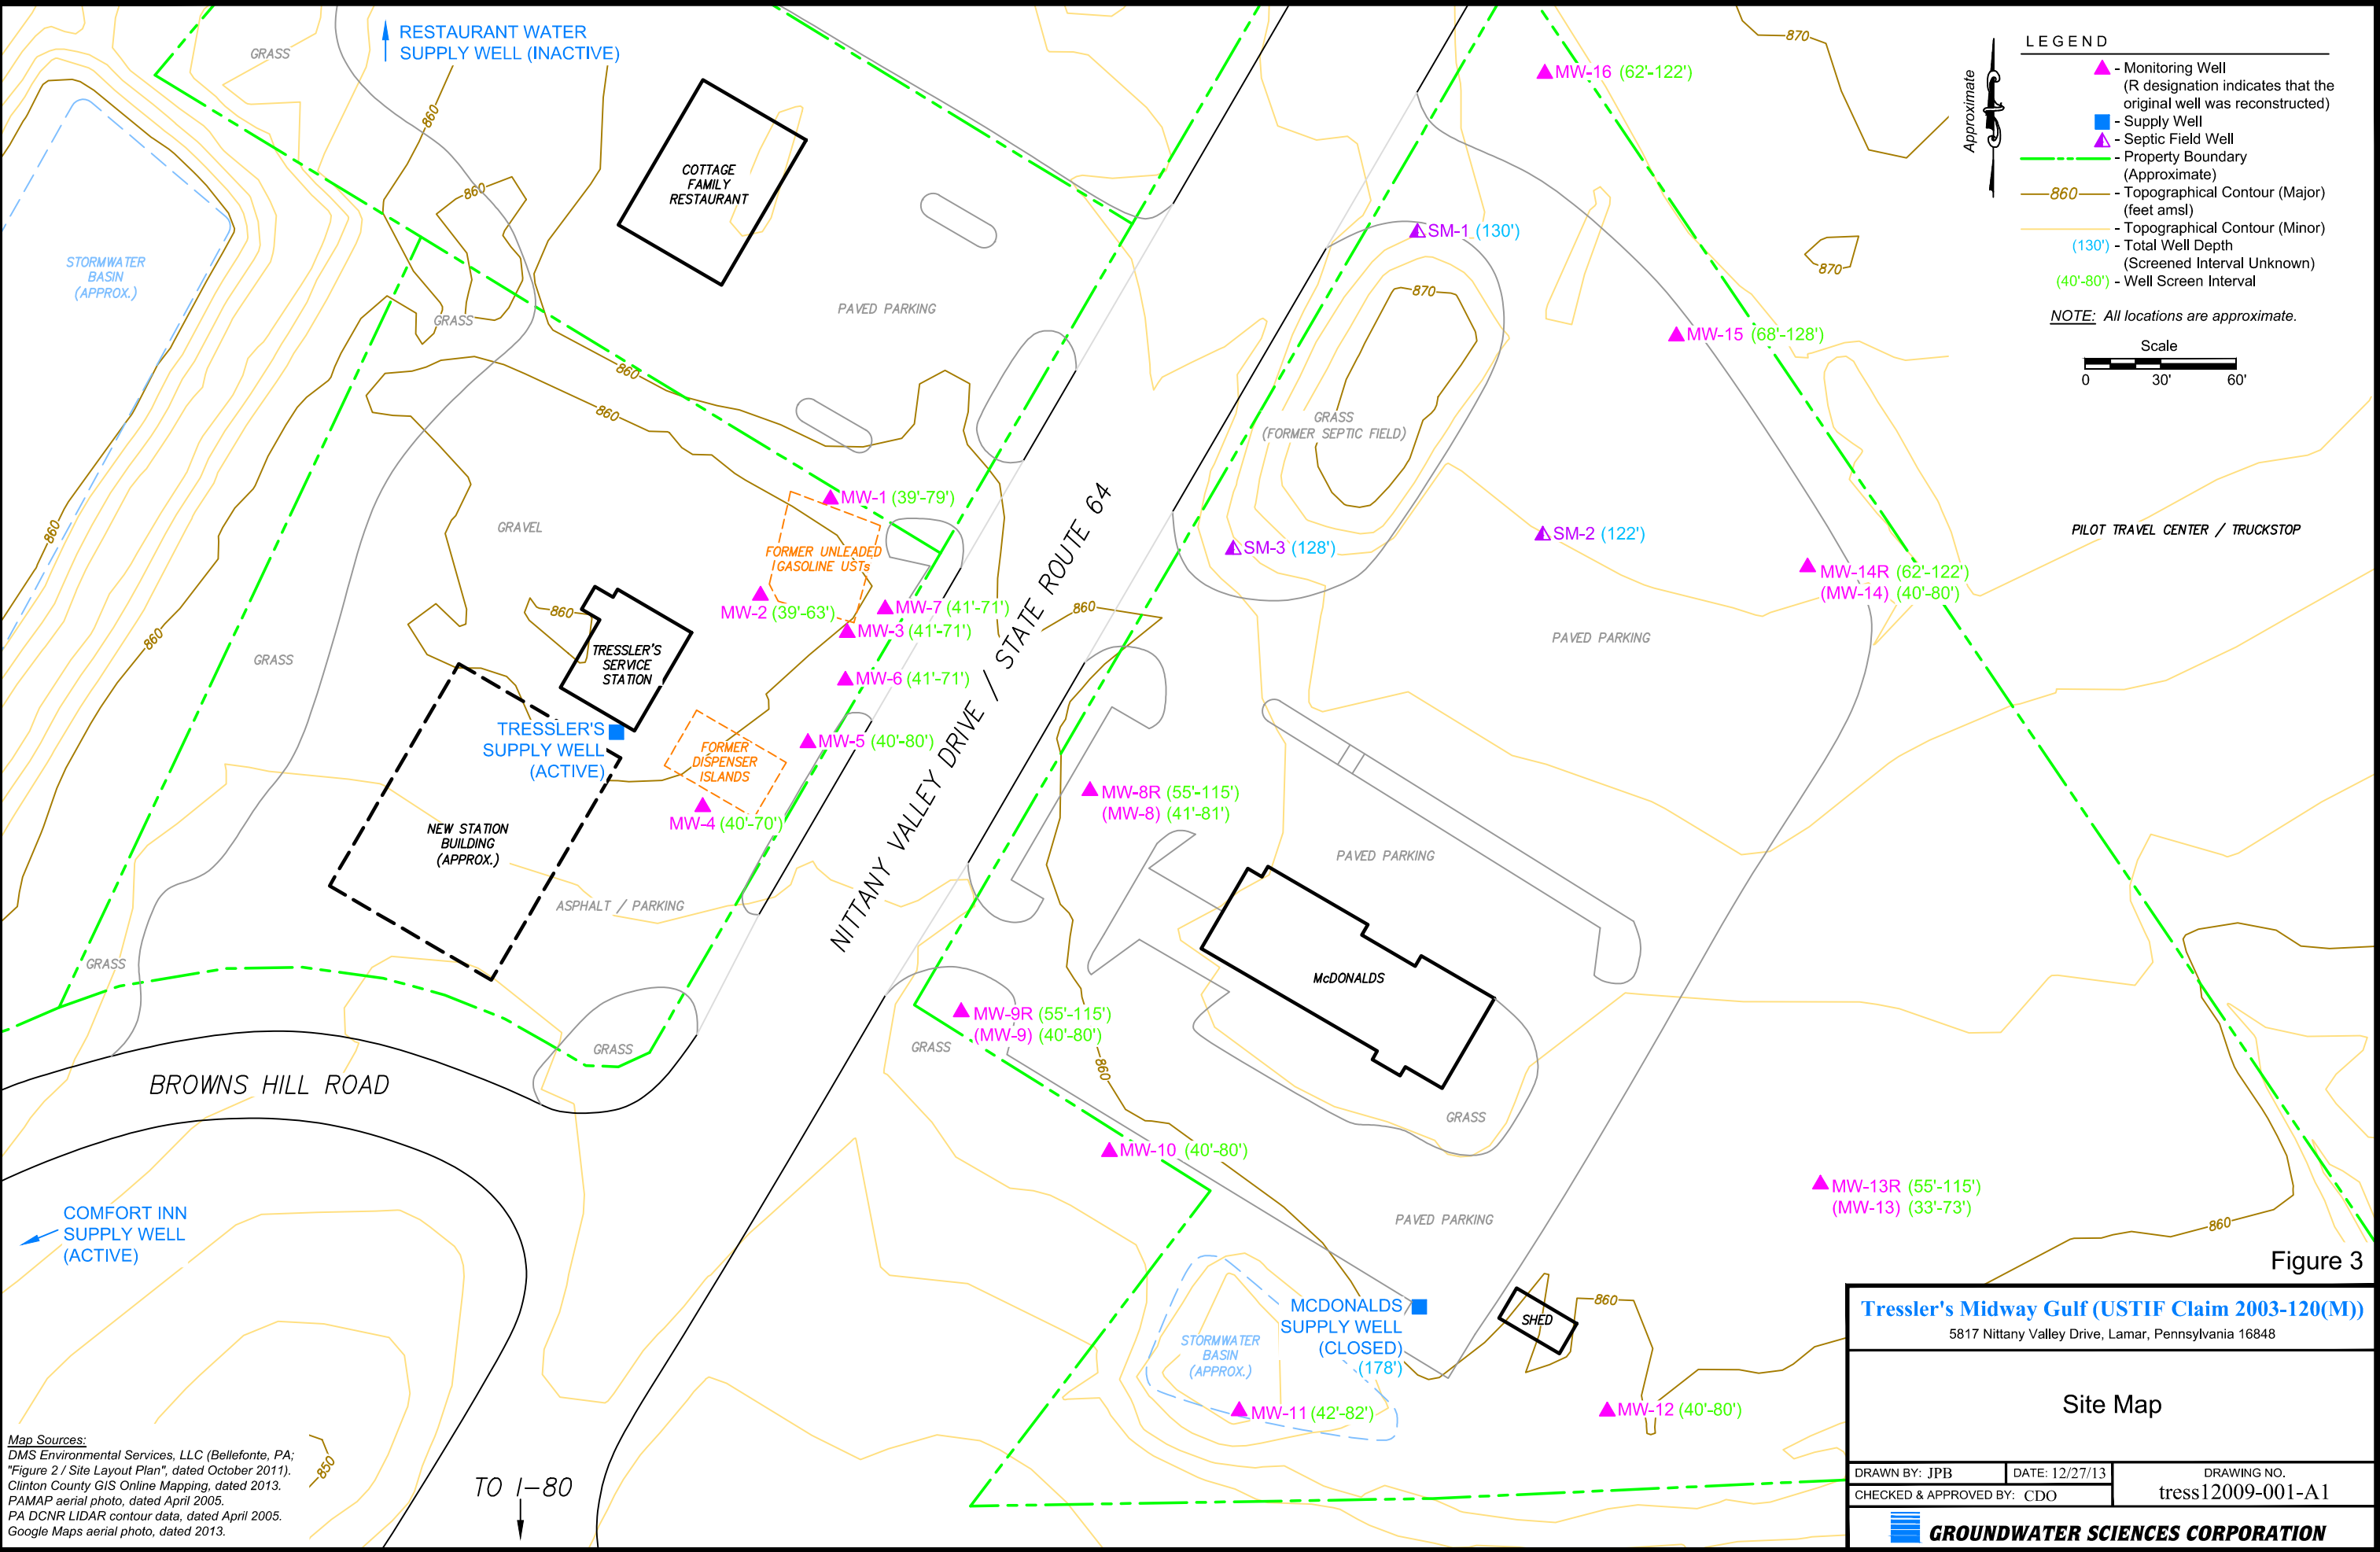 RESTAURANT WATER
SUPPLY WELL (INACTIVE)
GRASS
860
860
STORMWATER
BASIN
(APPROX.)
COTTAGE
FAMILY
RESTAURANT
PAVED PARKING
GRASS
860
860
MW-16 (62'-122')
870
SM-1 (130')
870
870
MW-15 (68'-128')
GRASS
(FORMER SEPTIC FIELD)
Approximate
LEGEND
- Monitoring Well
(R designation indicates that the
original well was reconstructed)
- Supply Well
- Septic Field Well
- Property Boundary
(Approximate)
860 - Topographical Contour (Major)
(feet amsl)
- Topographical Contour (Minor)
(130') - Total Well Depth
(Screened Interval Unknown)
(40'-80') - Well Screen Interval
NOTE: All locations are approximate.
Scale
0 30' 60'
MW-1 (39'-79')
GRAVEL
FORMER UNLEADED
GASOLINE USTs
MW-2 (39'-63')
MW-7 (41'-71')
MW-3 (41'-71')
MW-6 (41'-71')
MW-5 (40'-80')
860
860
860
GRASS
860
TRESSLER'S
SERVICE
STATION
TRESSLER'S
SUPPLY WELL
(ACTIVE)
FORMER
DISPENSER
ISLANDS
MW-4 (40'-70')
NEW STATION
BUILDING
(APPROX.)
ASPHALT / PARKING
GRASS
GRASS
NITTANY VALLEY DRIVE / STATE ROUTE 64
SM-3 (128')
SM-2 (122')
PILOT TRAVEL CENTER / TRUCKSTOP
MW-14R (62'-122')
(MW-14) (40'-80')
PAVED PARKING
MW-8R (55'-115')
(MW-8) (41'-81')
PAVED PARKING
McDONALDS
MW-9R (55'-115')
(MW-9) (40'-80')
GRASS
860
GRASS
BROWNS HILL ROAD
MW-10 (40'-80')
MW-13R (55'-115')
(MW-13) (33'-73')
PAVED PARKING
860
COMFORT INN
SUPPLY WELL
(ACTIVE)
MCDONALDS
SUPPLY WELL
(CLOSED)
(178')
STORMWATER
BASIN
(APPROX.)
SHED
860
MW-11 (42'-82')
MW-12 (40'-80')
850
TO I-80
Map Sources:
DMS Environmental Services, LLC (Bellefonte, PA;
"Figure 2 / Site Layout Plan", dated October 2011).
Clinton County GIS Online Mapping, dated 2013.
PAMAP aerial photo, dated April 2005.
PA DCNR LIDAR contour data, dated April 2005.
Google Maps aerial photo, dated 2013.
Figure 3
Tressler's Midway Gulf (USTIF Claim 2003-120(M))
5817 Nittany Valley Drive, Lamar, Pennsylvania 16848
Site Map
DRAWN BY: JPB
DATE: 12/27/13
CHECKED & APPROVED BY: CDO
DRAWING NO.
tress12009-001-A1
GROUNDWATER SCIENCES CORPORATION